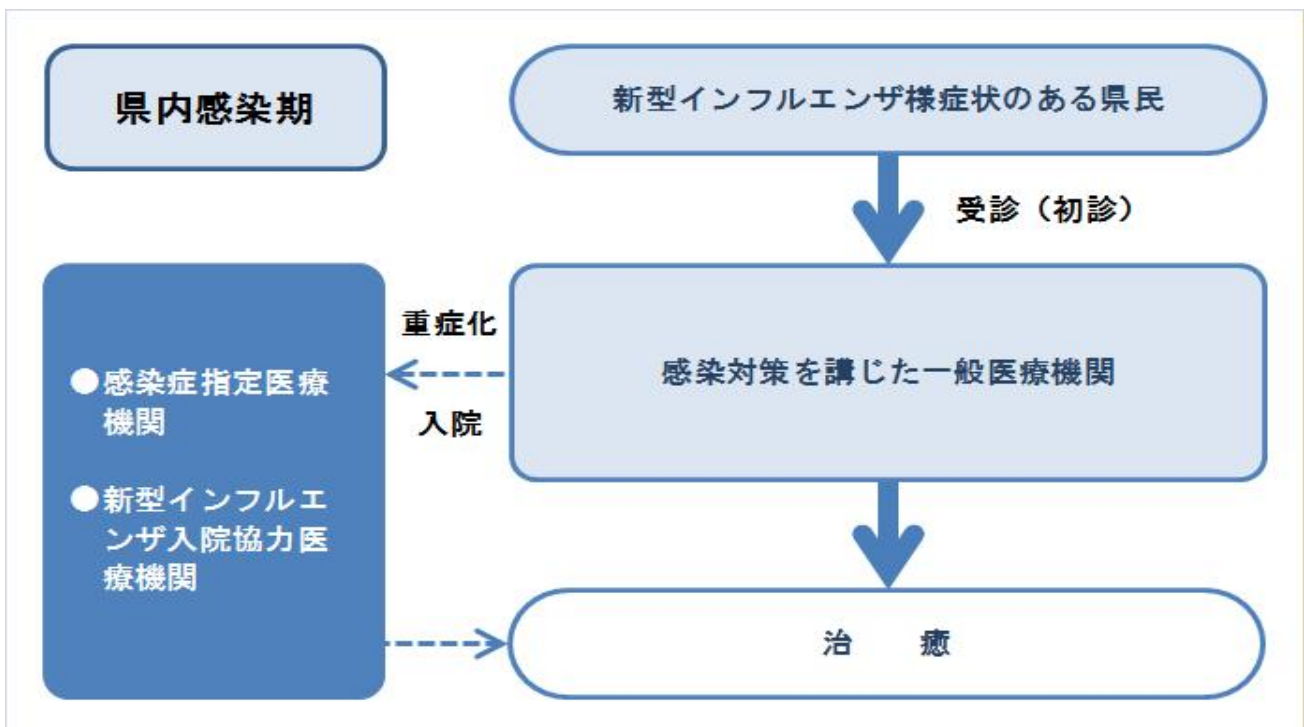 県内感染期
新型インフルエンザ様症状のある県民
受診（初診）
感染対策を講じた一般医療機関
重症化
入院
●感染症指定医療
機関
●新型インフルエ
ンザ入院協力医
療機関
治　　癒